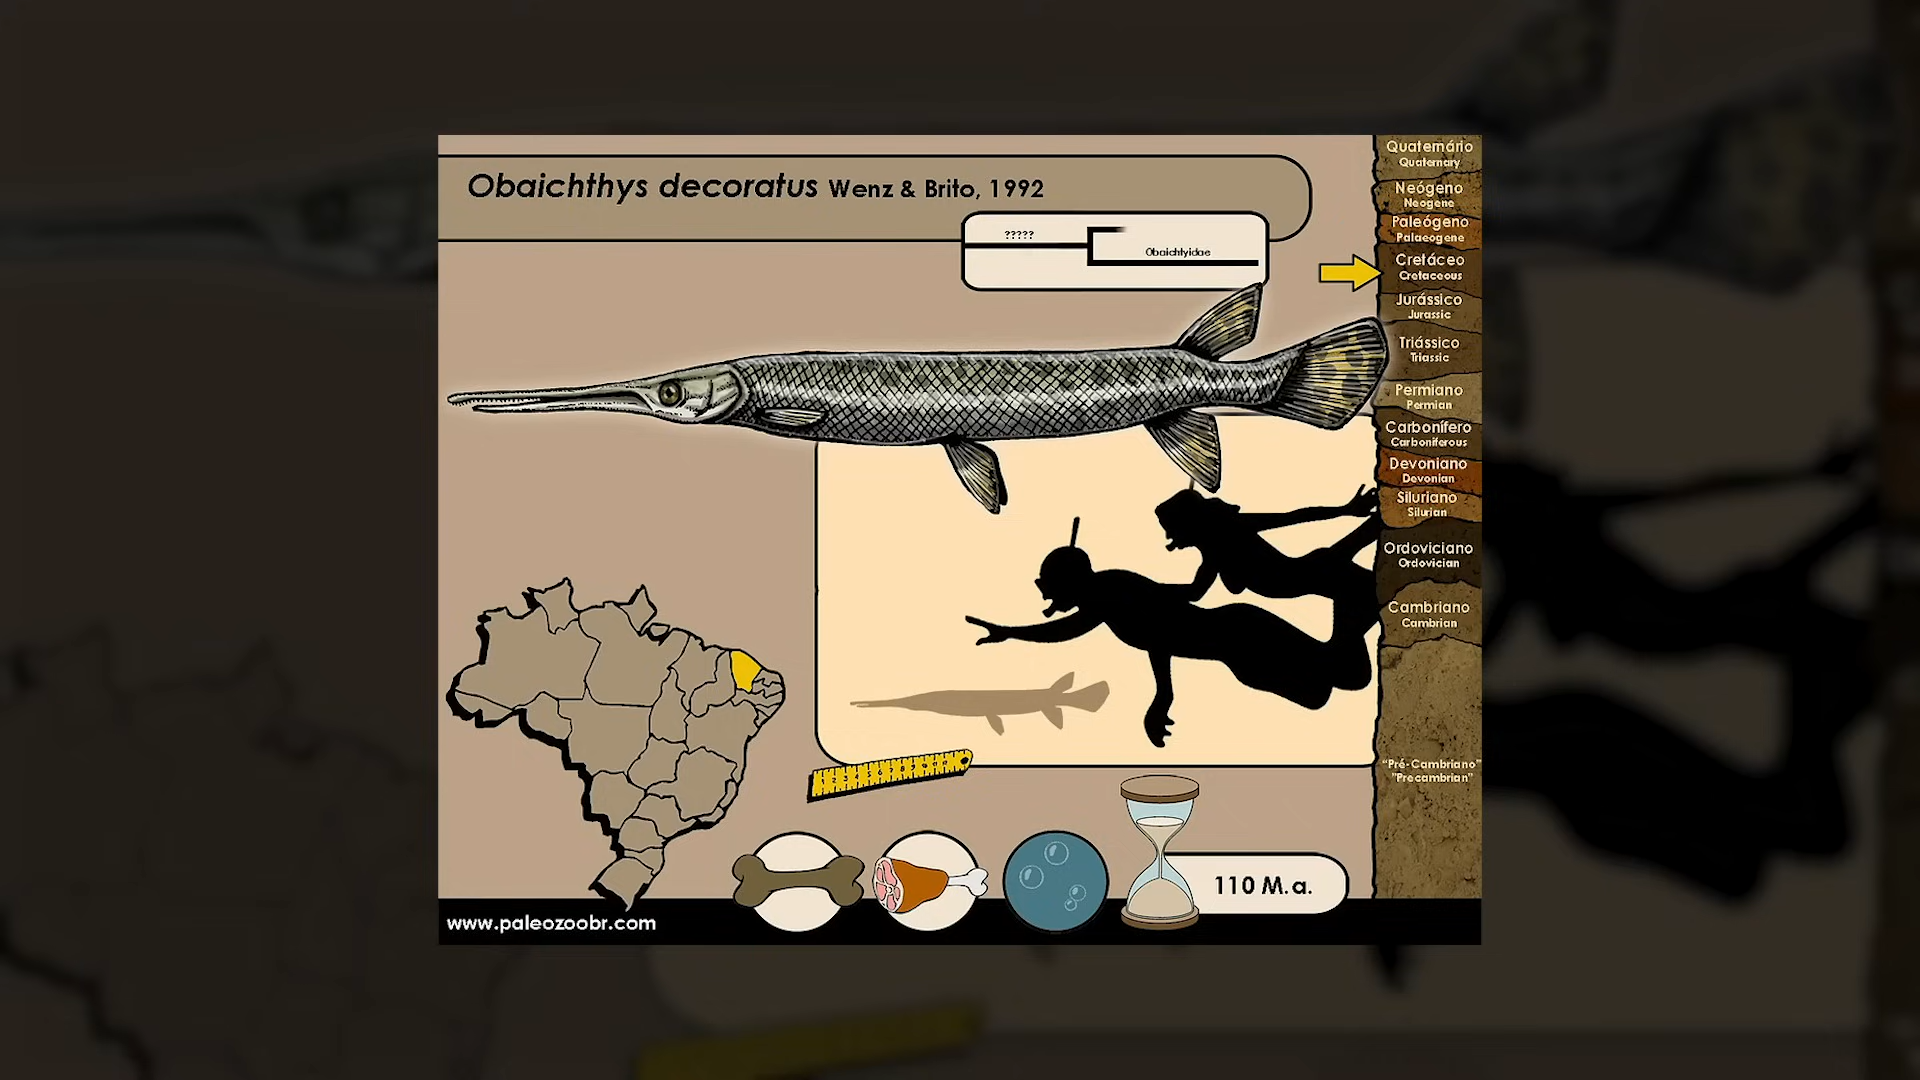 Obaichthys decoratus Wenz & Brito, 1992
?????
Obaichtyidae
Quaternário
Quaternary
Neógeno
Neogene
Paleógeno
Palaeogene
Cretáceo
Cretaceous
Jurássico
Jurassic
Triássico
Triassic
Permiano
Permian
Carbonífero
Carboniferous
Devoniano
Devonian
Siluriano
Silurian
Ordoviciano
Ordovician
Cambriano
Cambrian
"Pré-Cambriano"
"Precambrian"
110 M.a.
www.paleozoobr.com